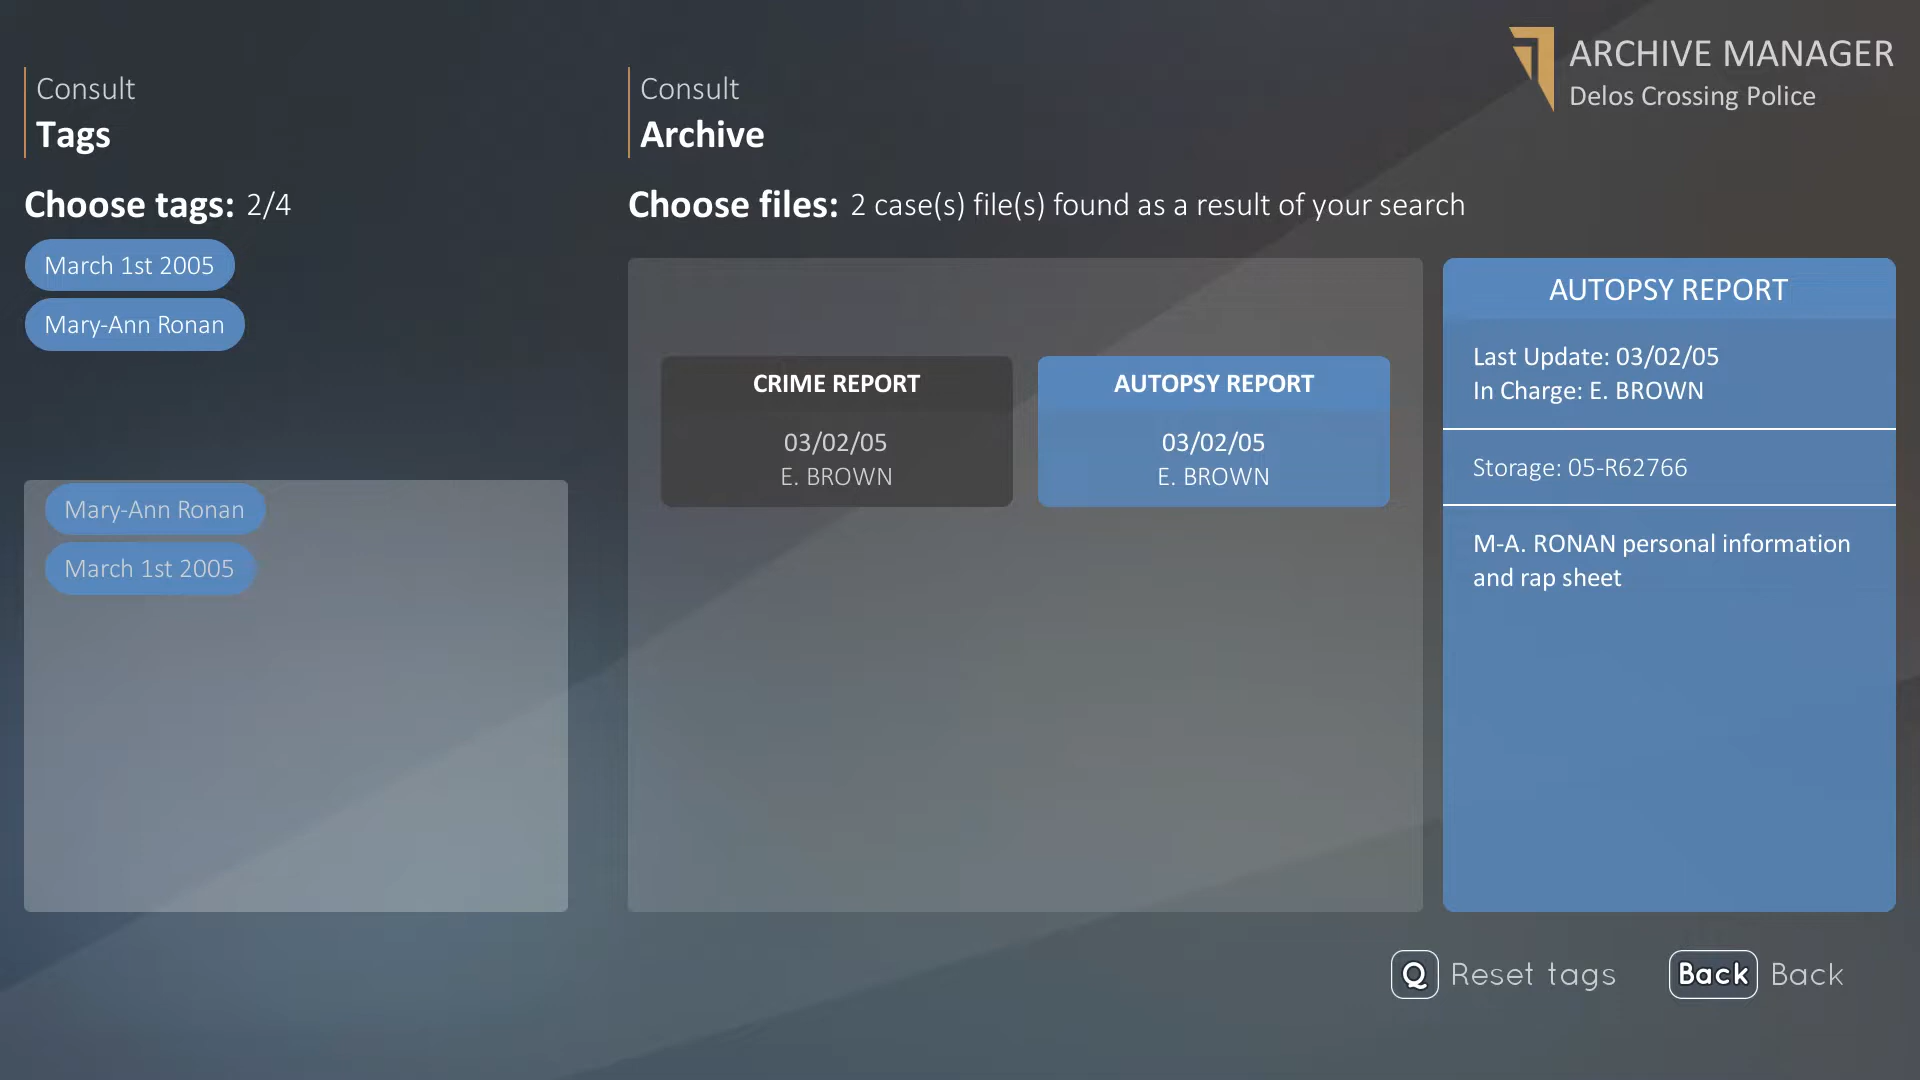 ARCHIVE MANAGER
Delos Crossing Police
Consult
Tags
Choose tags: 2/4
March 1st 2005
Mary-Ann Ronan
Mary-Ann Ronan
March 1st 2005
Consult
Archive
Choose files: 2 case(s) file(s) found as a result of your search
CRIME REPORT
03/02/05
E. BROWN
AUTOPSY REPORT
03/02/05
E. BROWN
AUTOPSY REPORT
Last Update: 03/02/05
In Charge: E. BROWN
Storage: 05-R62766
M-A. RONAN personal information
and rap sheet
Q Reset tags
Back Back